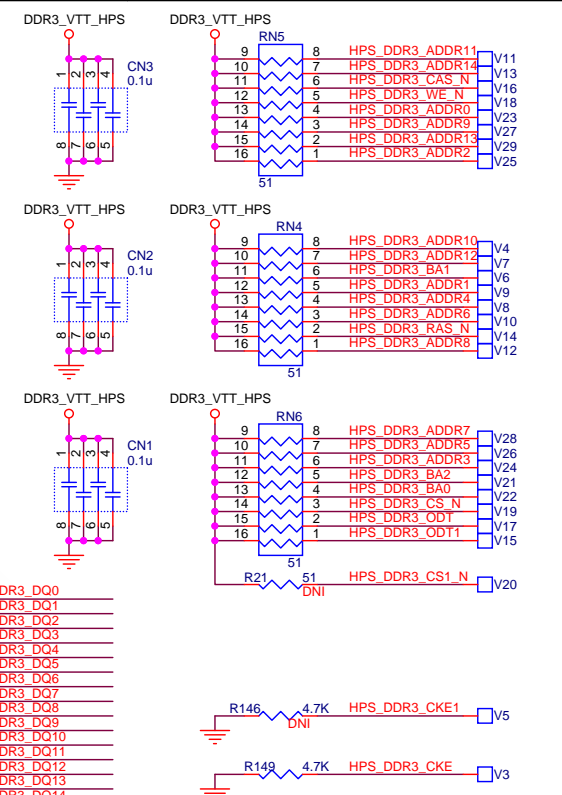 DDR3_VTT_HPS DDR3_VTT_HPS
RN5
CN3
0.1u
1 2 3 4
8 7 6 5
9 8 HPS_DDR3_ADDR11 V11
10 7 HPS_DDR3_ADDR14 V13
11 6 HPS_DDR3_CAS_N V16
12 5 HPS_DDR3_WE_N V18
13 4 HPS_DDR3_ADDR0 V23
14 3 HPS_DDR3_ADDR9 V27
15 2 HPS_DDR3_ADDR13 V29
16 1 HPS_DDR3_ADDR2 V25
51
DDR3_VTT_HPS DDR3_VTT_HPS
RN4
CN2
0.1u
1 2 3 4
8 7 6 5
9 8 HPS_DDR3_ADDR10 V4
10 7 HPS_DDR3_ADDR12 V7
11 6 HPS_DDR3_BA1 V6
12 5 HPS_DDR3_ADDR1 V9
13 4 HPS_DDR3_ADDR4 V8
14 3 HPS_DDR3_ADDR6 V10
15 2 HPS_DDR3_RAS_N V14
16 1 HPS_DDR3_ADDR8 V12
51
DDR3_VTT_HPS DDR3_VTT_HPS
RN6
CN1
0.1u
1 2 3 4
8 7 6 5
9 8 HPS_DDR3_ADDR7 V28
10 7 HPS_DDR3_ADDR5 V26
11 6 HPS_DDR3_ADDR3 V24
12 5 HPS_DDR3_BA2 V21
13 4 HPS_DDR3_BA0 V22
14 3 HPS_DDR3_CS_N V19
15 2 HPS_DDR3_ODT V17
16 1 HPS_DDR3_ODT1 V15
51
R21 51 HPS_DDR3_CS1_N V20
DNI
DR3_DQ0
DR3_DQ1
DR3_DQ2
DR3_DQ3
DR3_DQ4
DR3_DQ5
DR3_DQ6
DR3_DQ7
DR3_DQ8
DR3_DQ9
DR3_DQ10
DR3_DQ11
DR3_DQ12
DR3_DQ13
DR3_DQ14
R146 4.7K HPS_DDR3_CKE1 V5
DNI
R149 4.7K HPS_DDR3_CKE V3